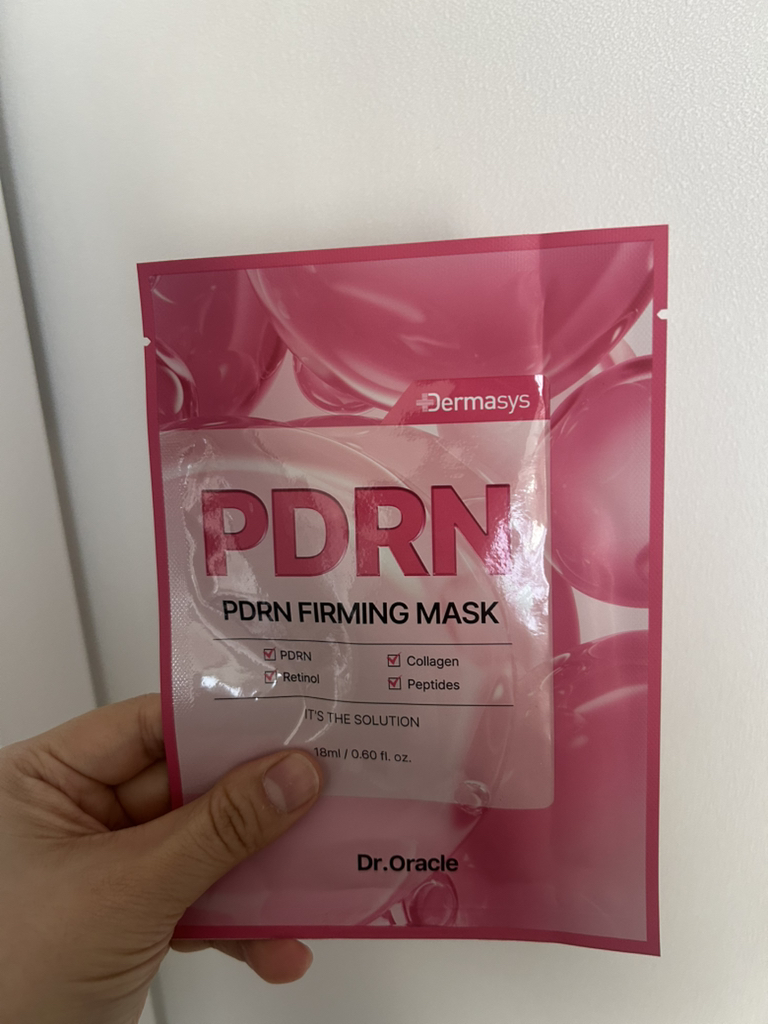 Dermasys
PDRN
PDRN FIRMING MASK
☑ PDRN ☑ Collagen
☑ Retinol ☑ Peptides
IT'S THE SOLUTION
18ml / 0.60 fl. oz.
Dr.Oracle